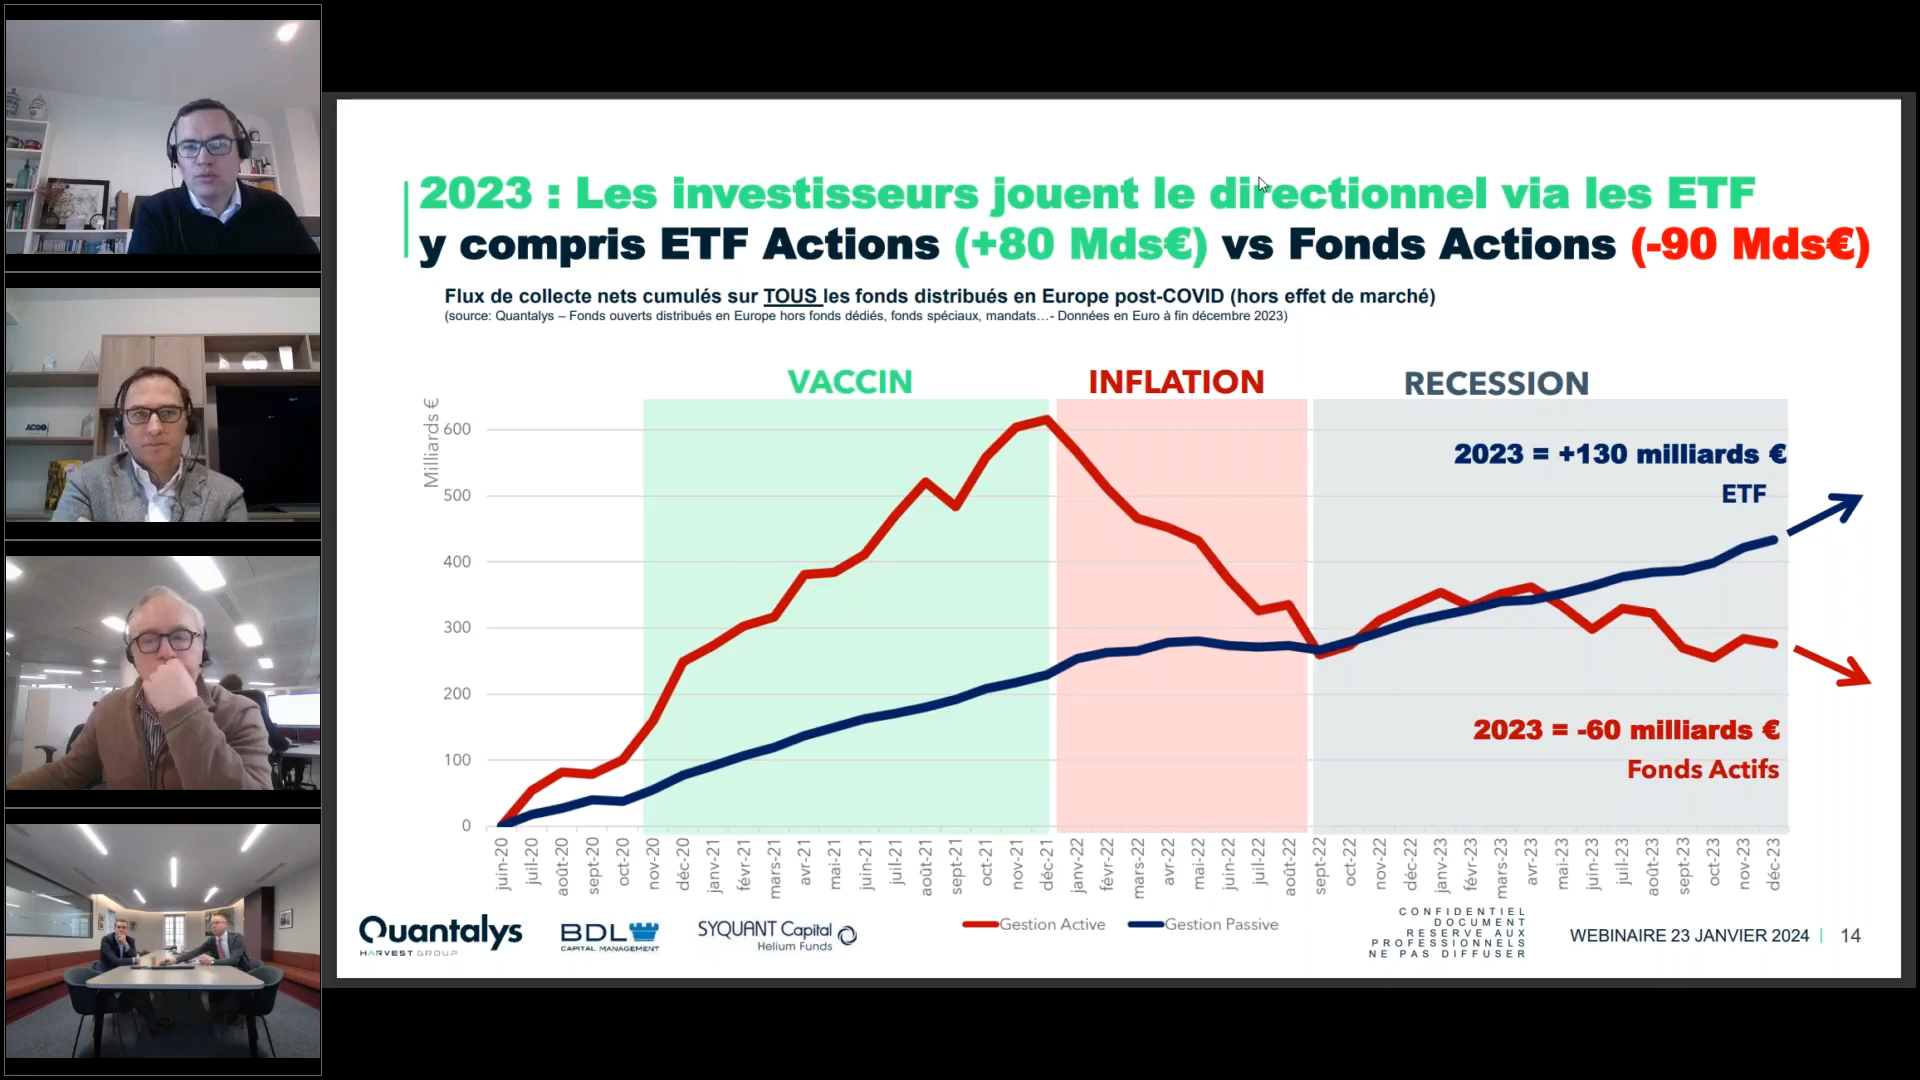 2023 : Les investisseurs jouent le directionnel via les ETF
y compris ETF Actions (+80 Mds€) vs Fonds Actions (-90 Mds€)
Flux de collecte nets cumulés sur TOUS les fonds distribués en Europe post-COVID (hors effet de marché)
(source: Quantalys – Fonds ouverts distribués en Europe hors fonds dédiés, fonds spéciaux, mandats…- Données en Euro à fin décembre 2023)
VACCIN
INFLATION
RECESSION
Milliards €
600
500
400
300
200
100
0
2023 = +130 milliards €
ETF
2023 = -60 milliards €
Fonds Actifs
juin-20
juil-20
août-20
sept-20
oct-20
nov-20
déc-20
janv-21
févr-21
mars-21
avr-21
mai-21
juin-21
juil-21
août-21
sept-21
oct-21
nov-21
déc-21
janv-22
févr-22
mars-22
avr-22
mai-22
juin-22
juil-22
août-22
sept-22
oct-22
nov-22
déc-22
janv-23
févr-23
mars-23
avr-23
mai-23
juin-23
juil-23
août-23
sept-23
oct-23
nov-23
déc-23
Gestion Active
Gestion Passive
Quantalys
HARVEST GROUP
BDL
CAPITAL MANAGEMENT
SYQUANT Capital
Helium Funds
CONFIDENTIEL
DOCUMENT
RESERVE AUX
PROFESSIONNELS
NE PAS DIFFUSER
WEBINAIRE 23 JANVIER 2024 | 14